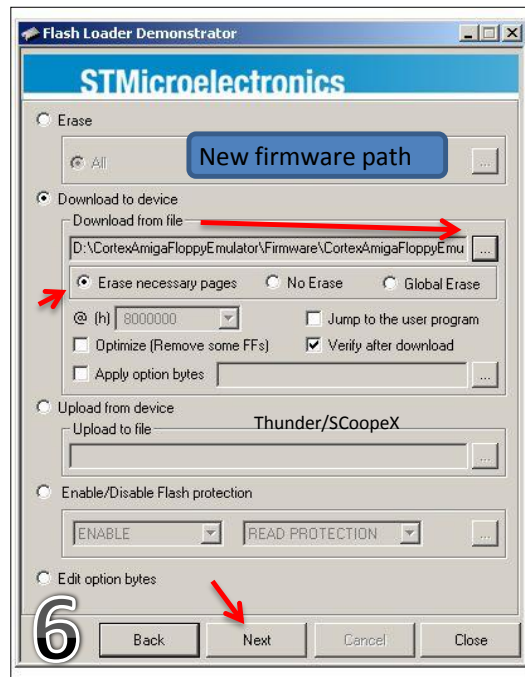 Flash Loader Demonstrator
STMicroelectronics
Erase
All
New firmware path
...
Download to device
Download from file
D:\CortexAmigaFloppyEmulator\Firmware\CortexAmigaFloppyEmu
...
Erase necessary pages No Erase Global Erase
@ (h) 8000000 Jump to the user program
Optimize (Remove some FFs) Verify after download
Apply option bytes ...
Upload from device
Upload to file
Thunder/SCoopeX
...
Enable/Disable Flash protection
ENABLE READ PROTECTION ...
Edit option bytes
6
Back Next Cancel Close